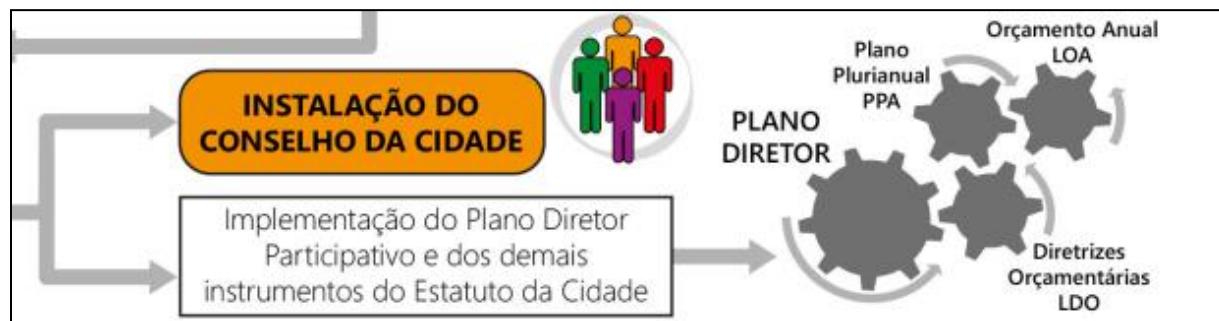 INSTALAÇÃO DO
CONSELHO DA CIDADE
Implementação do Plano Diretor
Participativo e dos demais
instrumentos do Estatuto da Cidade
PLANO
DIRETOR
Plano
Plurianual
PPA
Orçamento Anual
LOA
Diretrizes
Orçamentárias
LDO